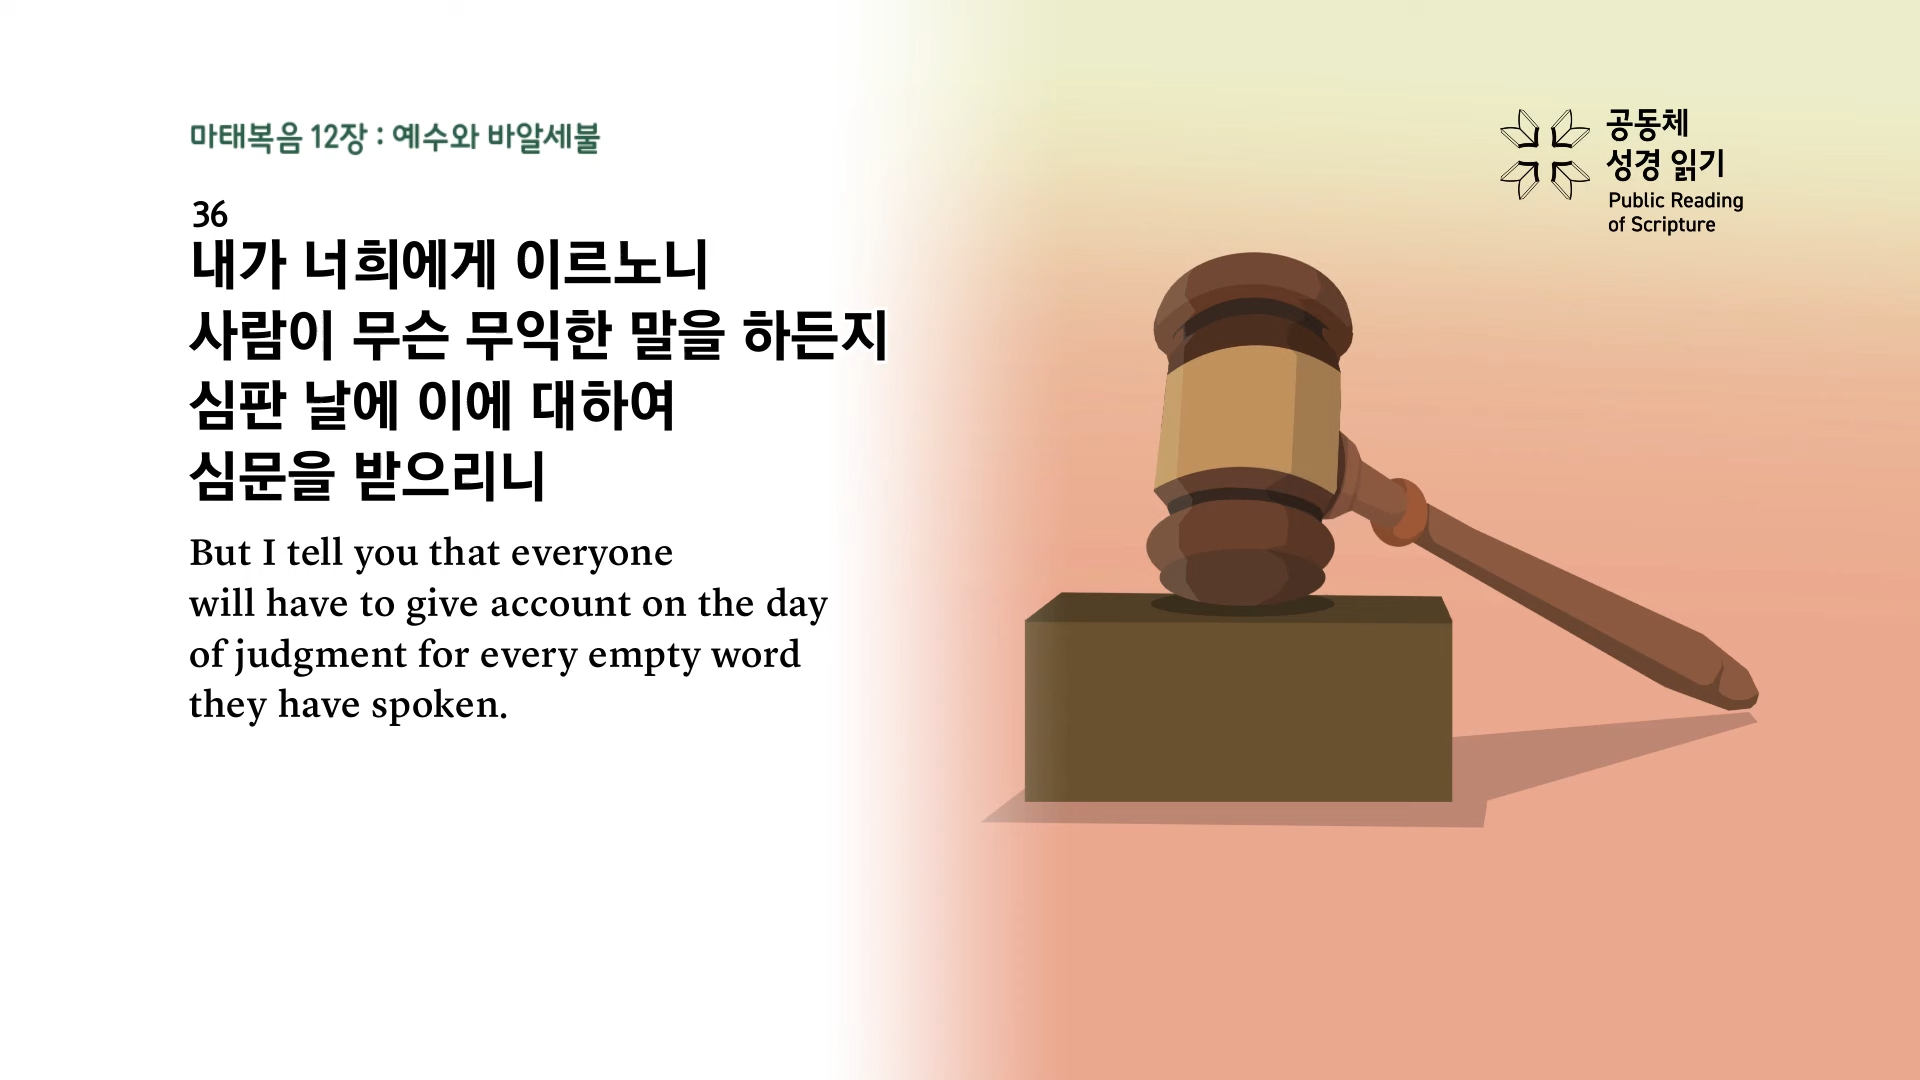 마태복음 12장 : 예수와 바알세불
36
내가 너희에게 이르노니
사람이 무슨 무익한 말을 하든지
심판 날에 이에 대하여
심문을 받으리니
But I tell you that everyone
will have to give account on the day
of judgment for every empty word
they have spoken.
공동체
성경 읽기
Public Reading
of Scripture